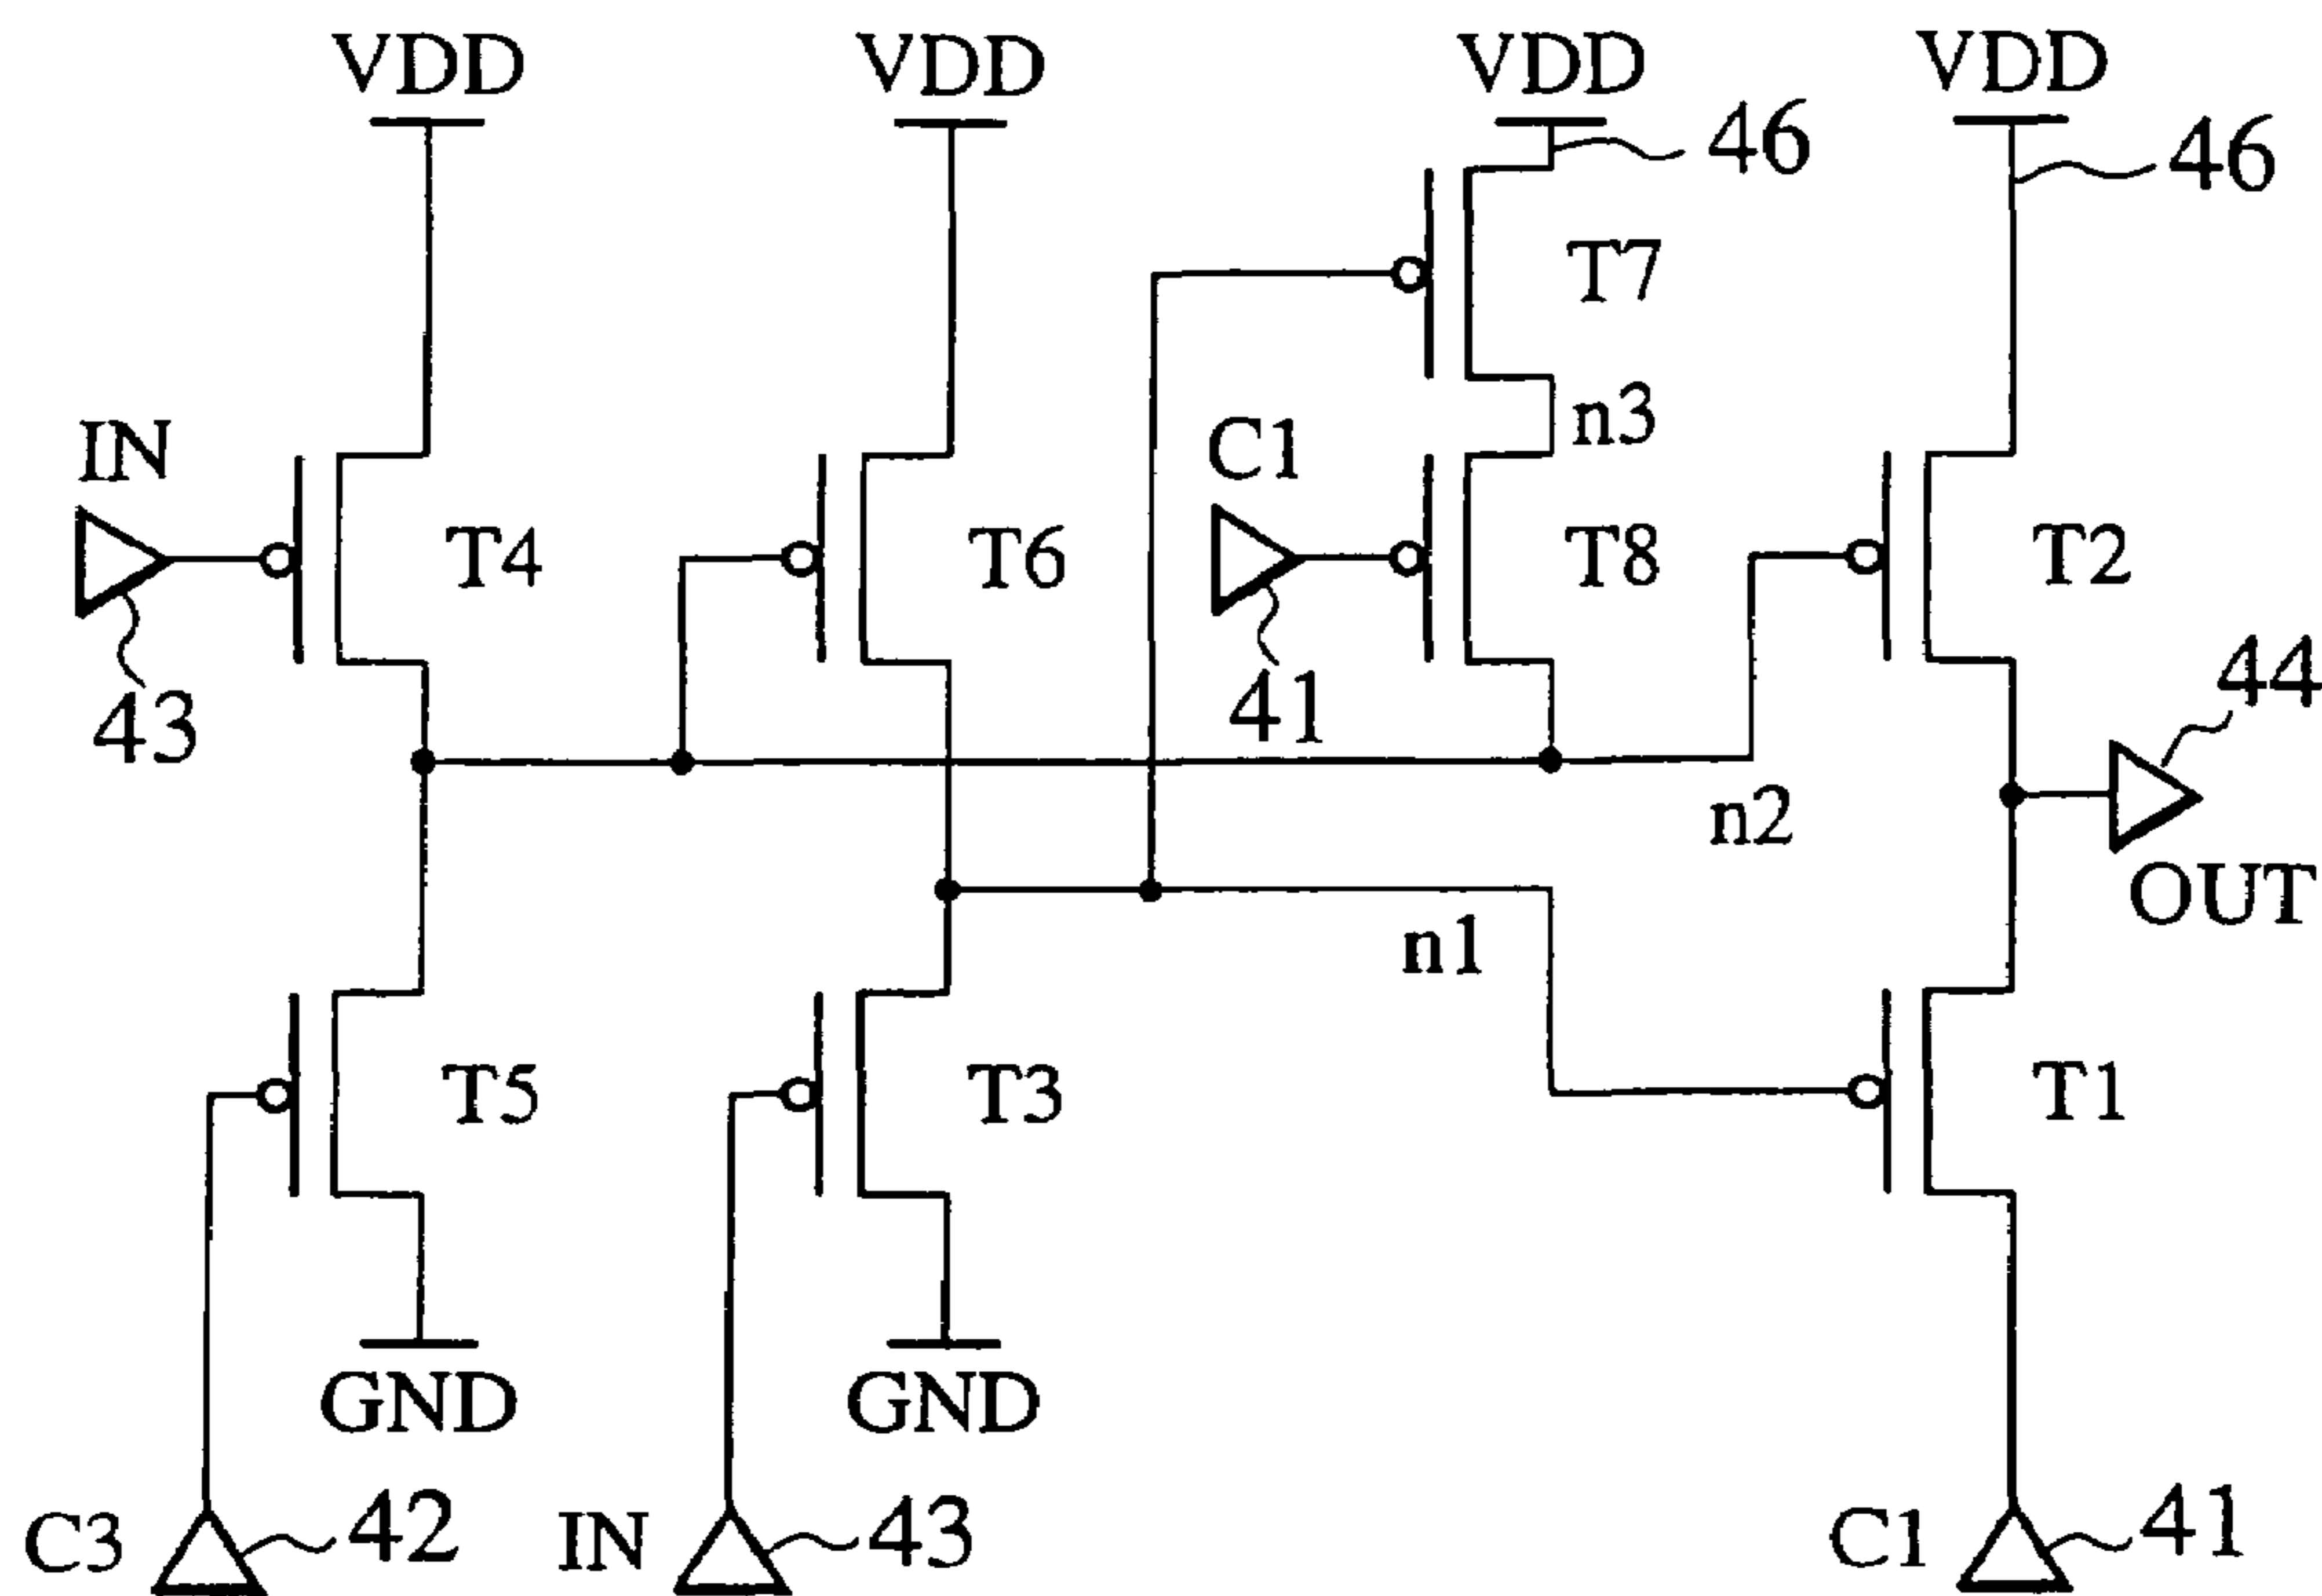 VDD VDD VDD VDD
46 46
T7
IN C1 n3
T4 T6 T8 T2
43 41 44
n2
OUT
n1
T5 T3 T1
GND GND
C3 42 IN 43 C1 41